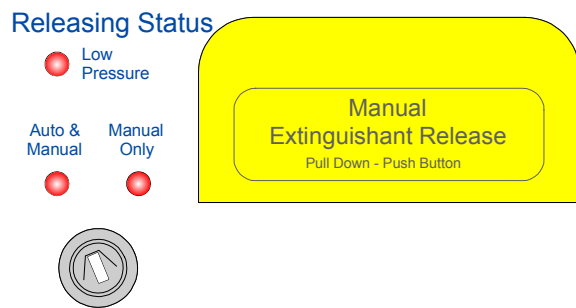 Releasing Status
Low
Pressure
Auto &
Manual
Manual
Only
Manual
Extinguishant Release
Pull Down - Push Button